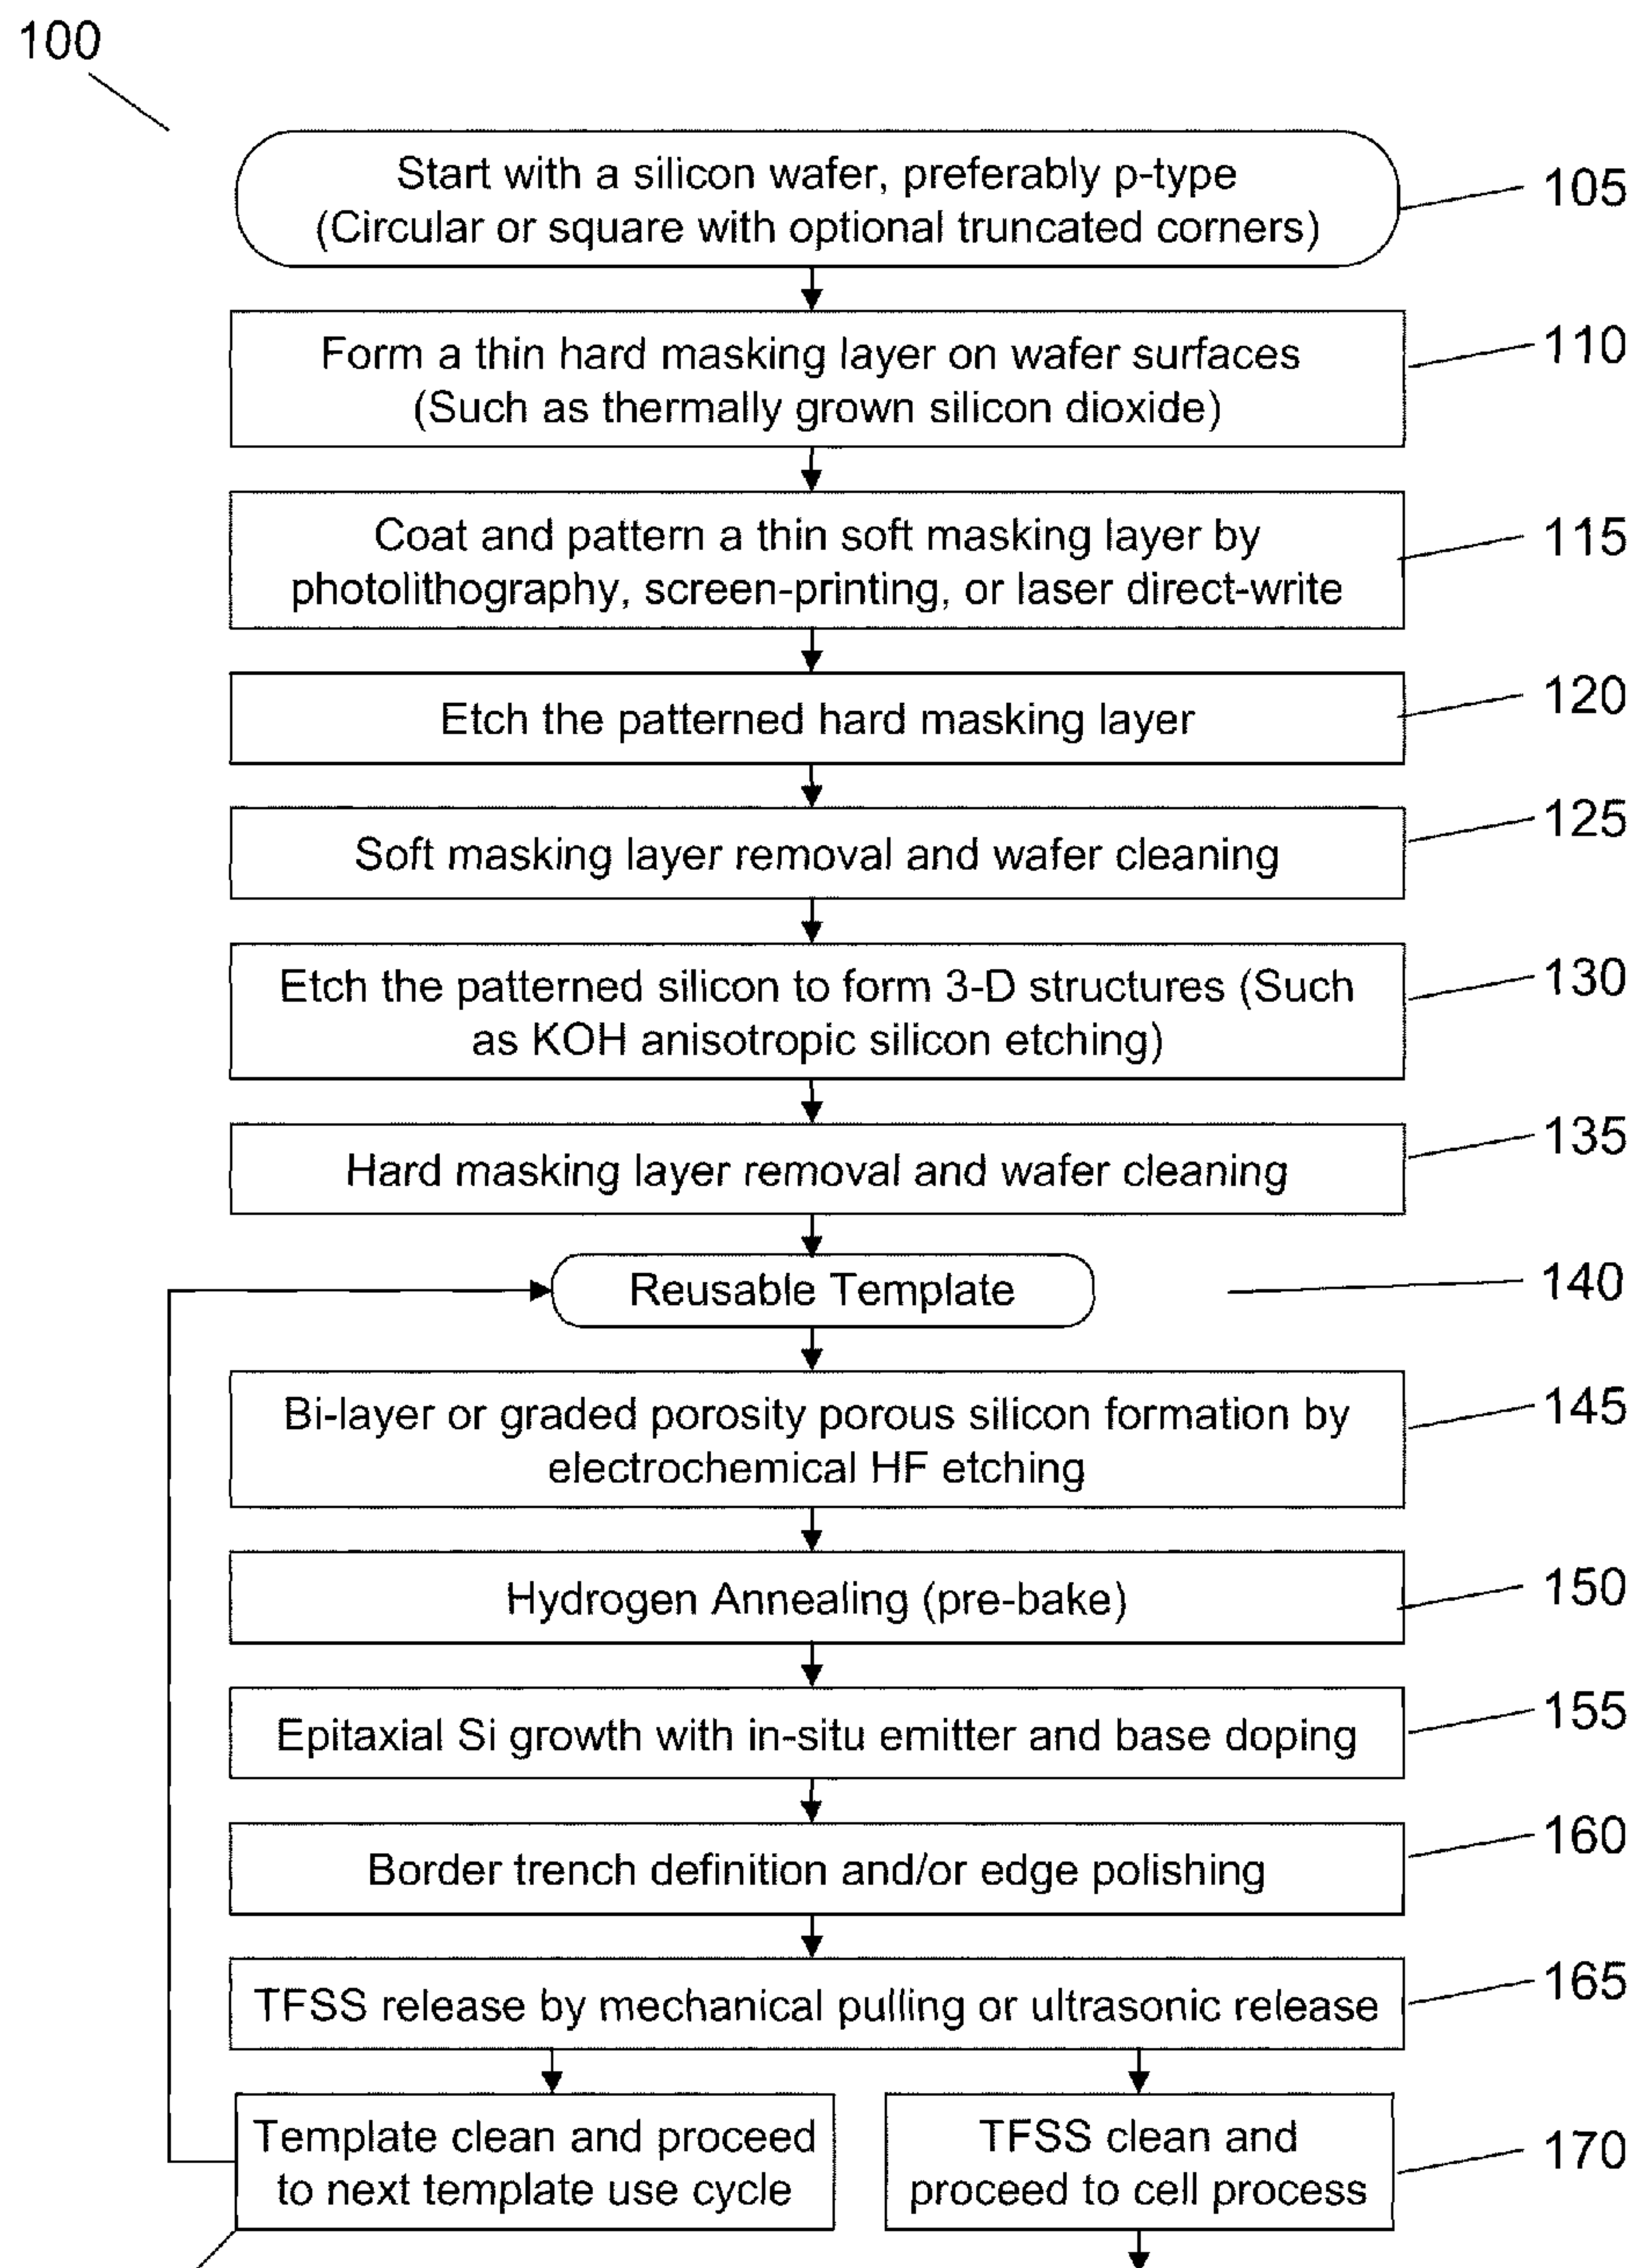 100
Start with a silicon wafer, preferably p-type
(Circular or square with optional truncated corners)
105
Form a thin hard masking layer on wafer surfaces
(Such as thermally grown silicon dioxide)
110
Coat and pattern a thin soft masking layer by
photolithography, screen-printing, or laser direct-write
115
Etch the patterned hard masking layer
120
Soft masking layer removal and wafer cleaning
125
Etch the patterned silicon to form 3-D structures (Such
as KOH anisotropic silicon etching)
130
Hard masking layer removal and wafer cleaning
135
Reusable Template
140
Bi-layer or graded porosity porous silicon formation by
electrochemical HF etching
145
Hydrogen Annealing (pre-bake)
150
Epitaxial Si growth with in-situ emitter and base doping
155
Border trench definition and/or edge polishing
160
TFSS release by mechanical pulling or ultrasonic release
165
Template clean and proceed
to next template use cycle
TFSS clean and
proceed to cell process
170